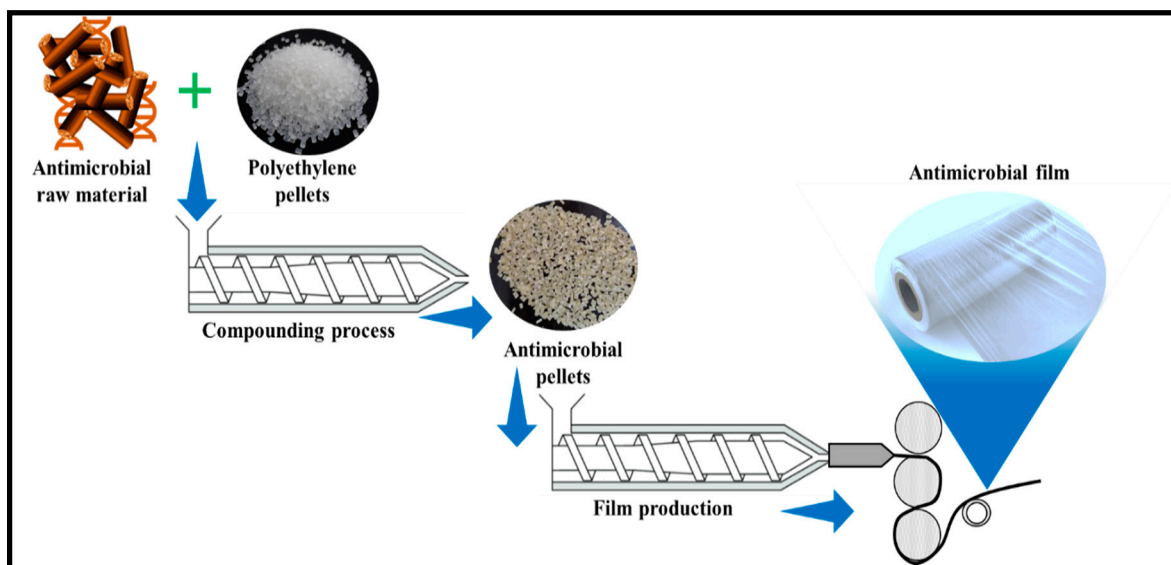 +
Antimicrobial
raw material
Polyethylene
pellets
Compounding process
Antimicrobial
pellets
Film production
Antimicrobial film